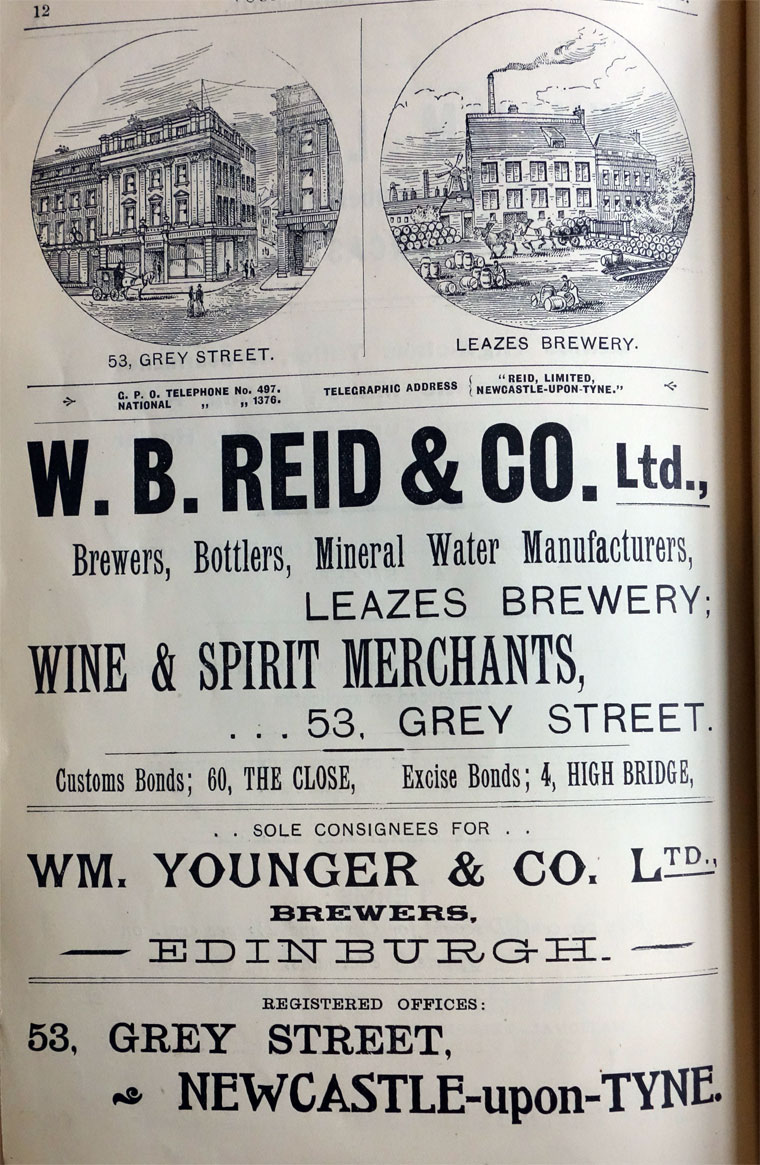 12
53, GREY STREET.
LEAZES BREWERY.
G. P. O. TELEPHONE No. 497.
NATIONAL „ „ 1376.
TELEGRAPHIC ADDRESS { "REID, LIMITED,
NEWCASTLE-UPON-TYNE."
W. B. REID & CO. Ltd.,
Brewers, Bottlers, Mineral Water Manufacturers,
LEAZES BREWERY;
WINE & SPIRIT MERCHANTS,
... 53, GREY STREET.
Customs Bonds; 60, THE CLOSE, Excise Bonds; 4, HIGH BRIDGE,
. . SOLE CONSIGNEES FOR . .
WM. YOUNGER & CO. LTD.,
BREWERS,
— EDINBURGH. —
REGISTERED OFFICES:
53, GREY STREET,
NEWCASTLE-upon-TYNE.